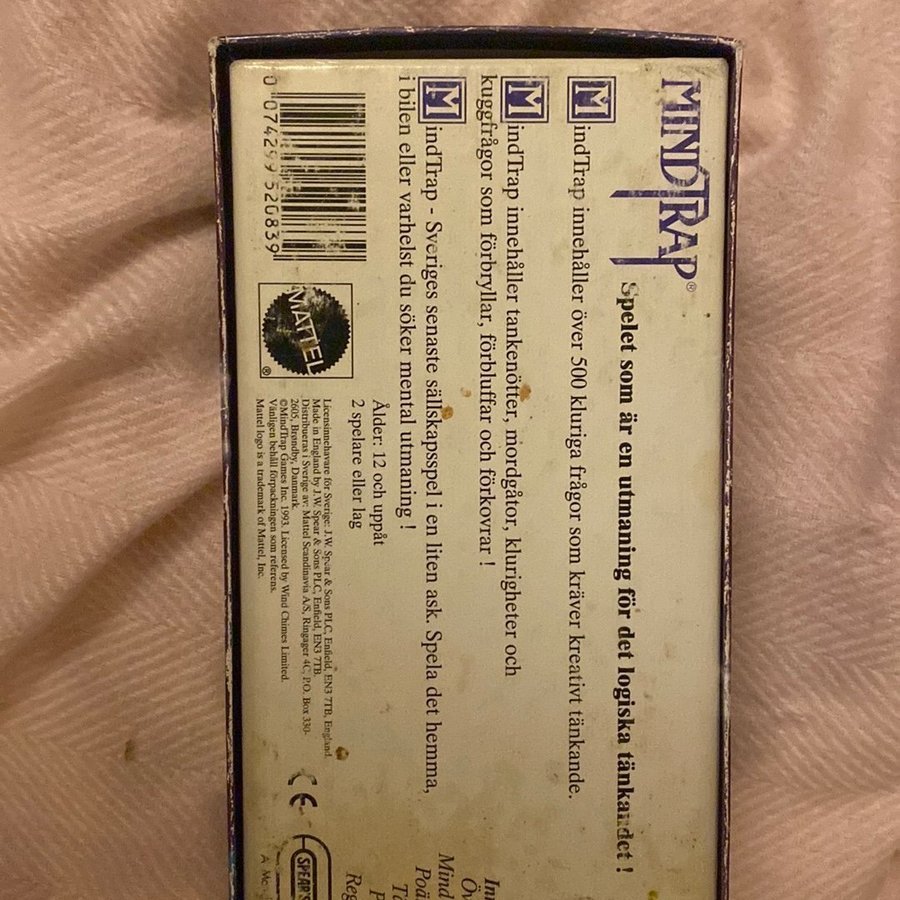 MINDTRAP®
Spelet som är en utmaning för det logiska tänkandet !
MindTrap innehåller över 500 kluriga frågor som kräver kreativt tänkande.
MindTrap innehåller tankenötter, mordgåtor, klurigheter och
kuggfrågor som förbryllar, förbluffar och förkovrar !
MindTrap - Sveriges senaste sällskapsspel i en liten ask. Spela det hemma,
i bilen eller varhelst du söker mental utmaning !
Ålder: 12 och uppåt
2 spelare eller lag
0 74299 52083 9
MATTEL®
Licensinnehavare för Sverige: J.W. Spear & Sons PLC, Enfield, EN3 7TB, England.
Made in England by J.W. Spear & Sons PLC, Enfield, EN3 7TB.
Distribueras i Sverige av: Mattel Scandinavia A/S, Ringager 4C, P.O. Box 330-
2605, Brøndby, Danmark.
©MindTrap Games Inc. 1993. Licensed by Wind Chimes Limited.
Vänligen behåll förpackningen som referens.
Mattel logo is a trademark of Mattel, Inc.
CE
SPEAR'S
Mind
Reg